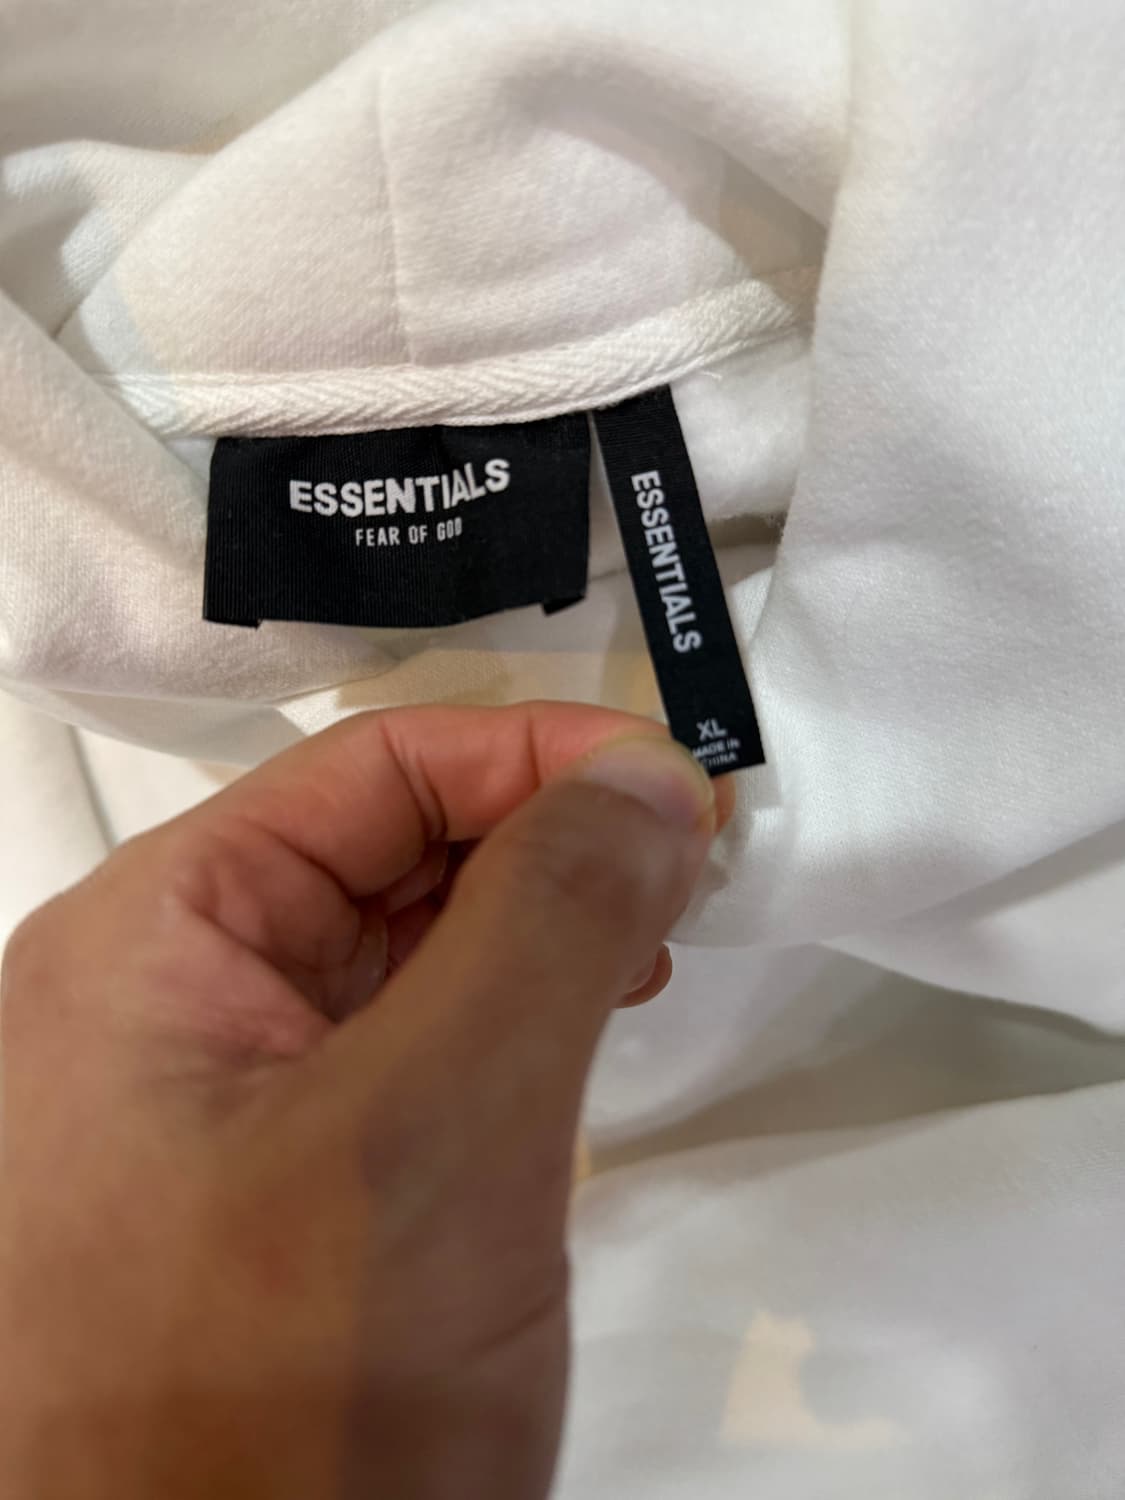 ESSENTIALS
FEAR OF GOD
ESSENTIALS
XL
MADE IN
CHINA